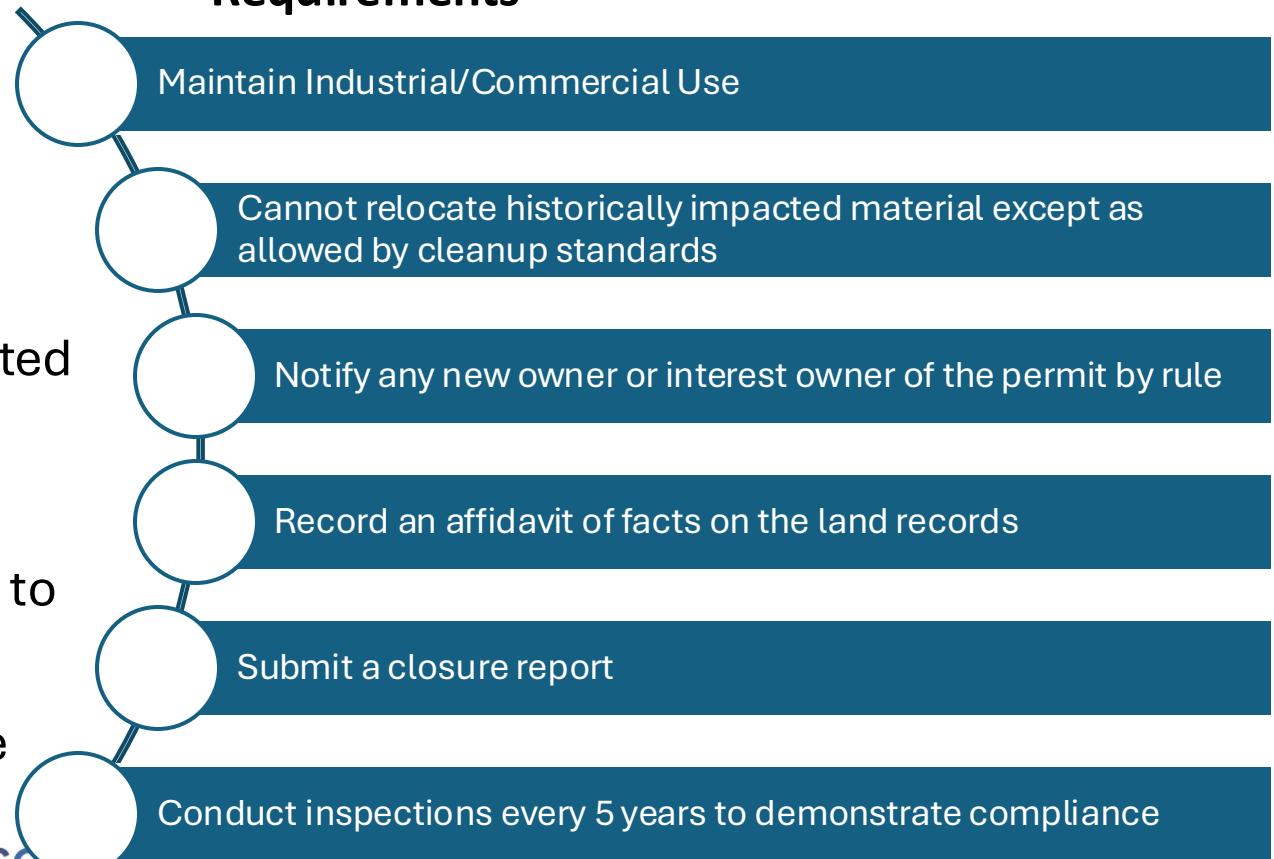 Requirements
Maintain Industrial/Commercial Use
Cannot relocate historically impacted material except as
allowed by cleanup standards
ted
Notify any new owner or interest owner of the permit by rule
Record an affidavit of facts on the land records
to
Submit a closure report
e
Conduct inspections every 5 years to demonstrate compliance